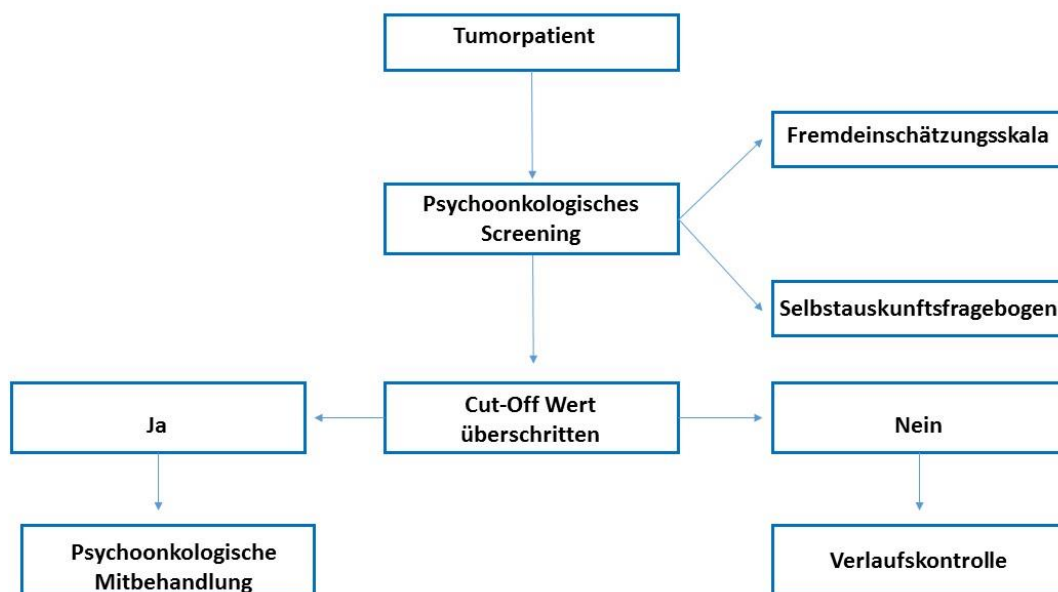 Tumorpatient
Fremdeinschätzungsskala
Psychoonkologisches
Screening
Selbstauskunftsfragebogen
Ja
Cut-Off Wert
überschritten
Nein
Psychoonkologische
Mitbehandlung
Verlaufskontrolle